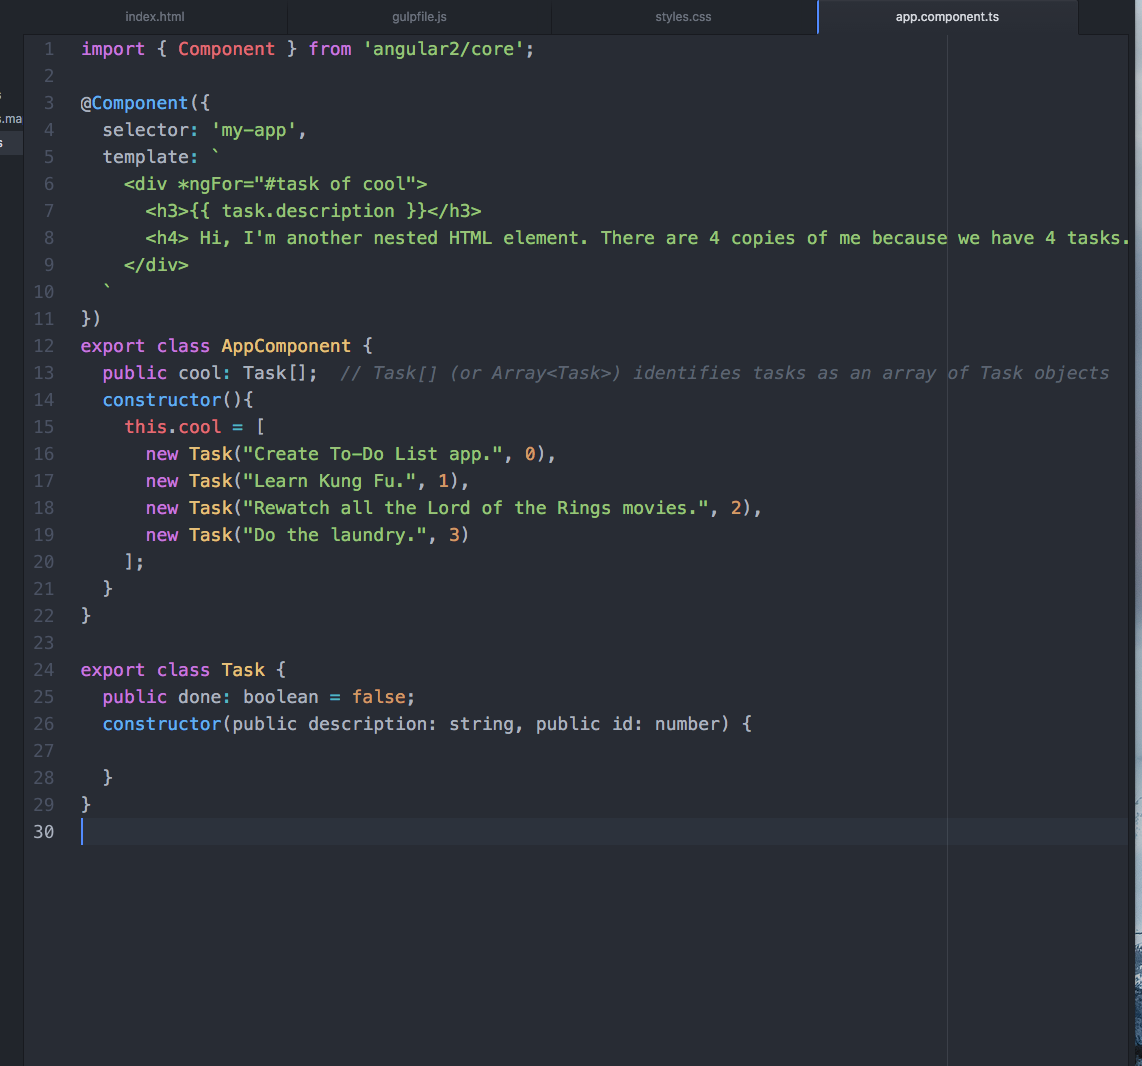 index.html
gulpfile.js
styles.css
app.component.ts
s
s.ma
s
1 import { Component } from 'angular2/core';
2
3 @Component({
4   selector: 'my-app',
5   template: `
6     <div *ngFor="#task of cool">
7       <h3>{{ task.description }}</h3>
8       <h4> Hi, I'm another nested HTML element. There are 4 copies of me because we have 4 tasks.
9     </div>
10   `
11 })
12 export class AppComponent {
13   public cool: Task[];  // Task[] (or Array<Task>) identifies tasks as an array of Task objects
14   constructor(){
15     this.cool = [
16       new Task("Create To-Do List app.", 0),
17       new Task("Learn Kung Fu.", 1),
18       new Task("Rewatch all the Lord of the Rings movies.", 2),
19       new Task("Do the laundry.", 3)
20     ];
21   }
22 }
23
24 export class Task {
25   public done: boolean = false;
26   constructor(public description: string, public id: number) {
27
28   }
29 }
30